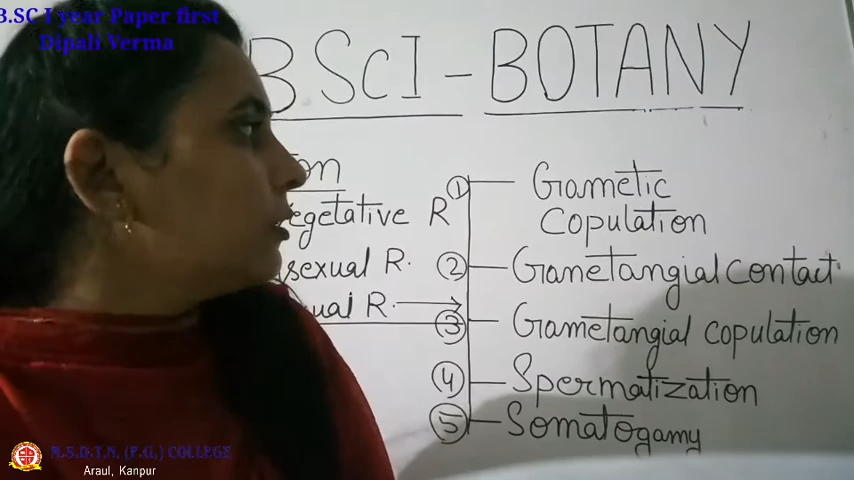 B.SC I year Paper first
Dipali Verma
BSCI - BOTANY
on
egetative R
sexual R.
ual R.
① Gametic
Copulation
② Gametangial contact
③ Gametangial copulation
④ Spermatization
⑤ Somatogamy
M.S.D.T.N. (P.G.) COLLEGE
Araul, Kanpur